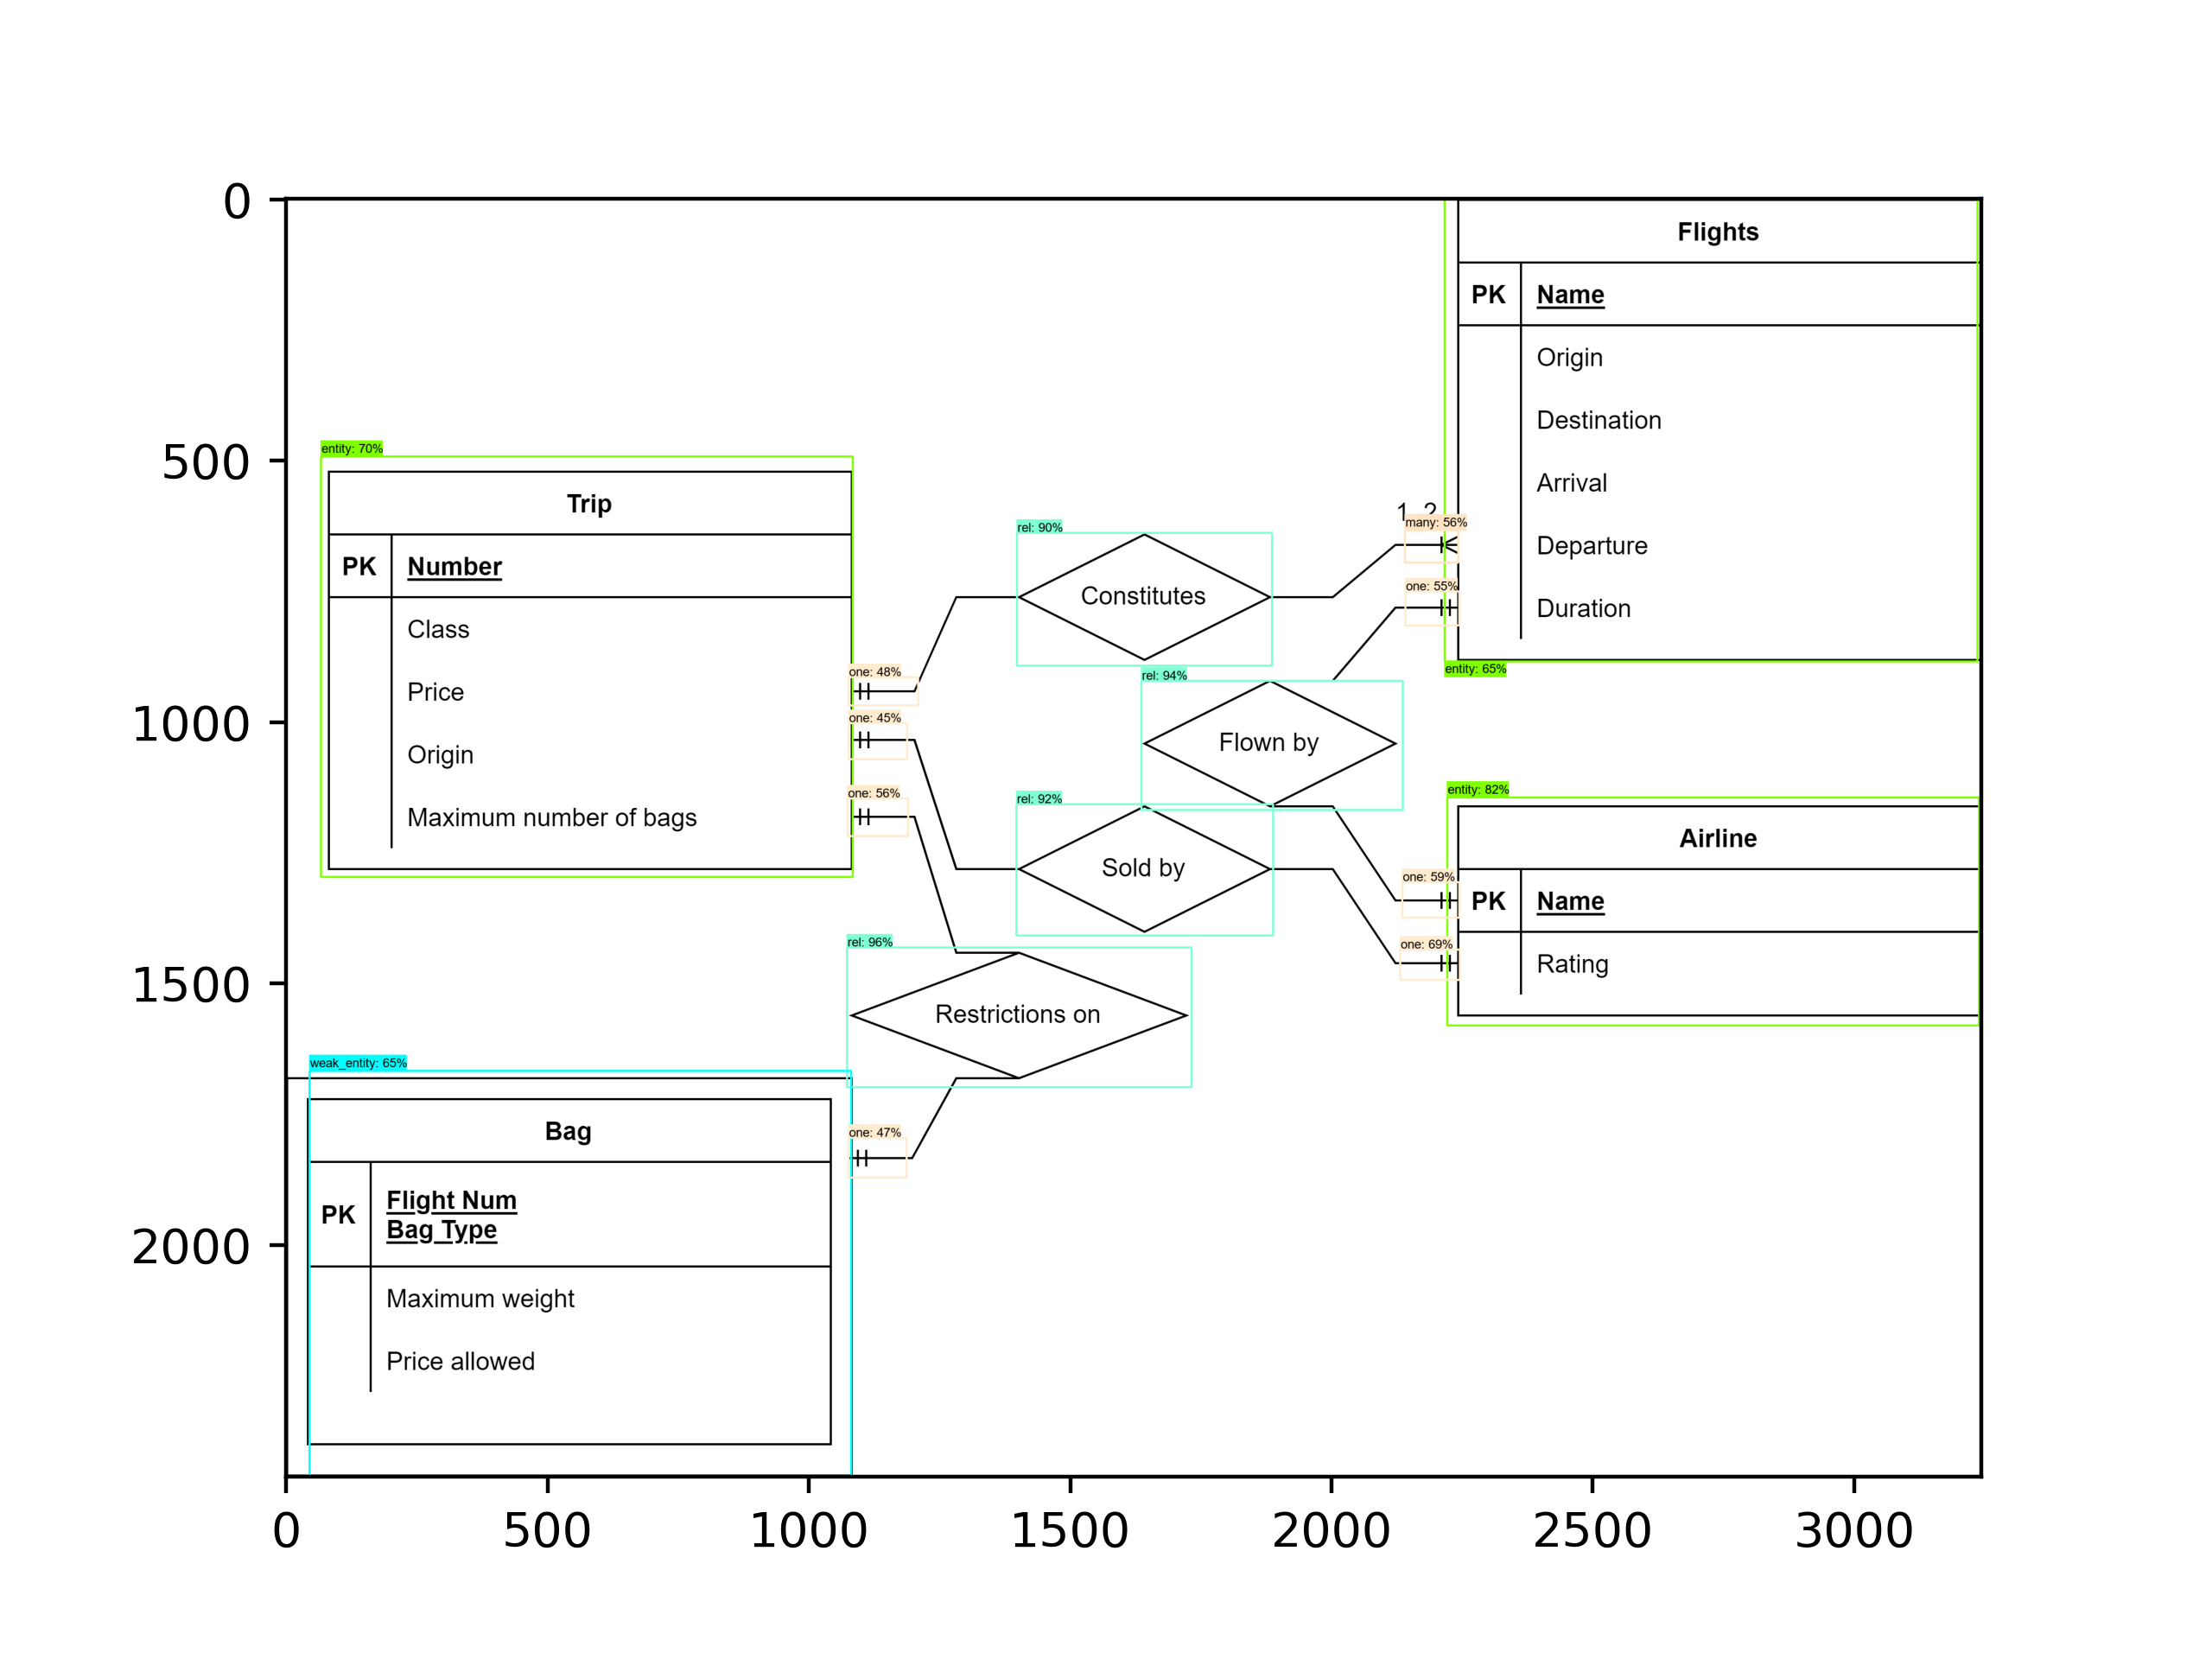 0
500
1000
1500
2000
0
500
1000
1500
2000
2500
3000
Flights
PK Name
Origin
Destination
Arrival
Departure
Duration
entity: 65%
entity: 70%
Trip
PK Number
Class
Price
Origin
Maximum number of bags
rel: 90%
Constitutes
1 2
many: 56%
one: 55%
one: 48%
one: 45%
one: 56%
rel: 94%
Flown by
rel: 92%
Sold by
entity: 82%
Airline
PK Name
Rating
one: 59%
one: 69%
rel: 96%
Restrictions on
weak_entity: 65%
Bag
PK Flight Num
Bag Type
Maximum weight
Price allowed
one: 47%